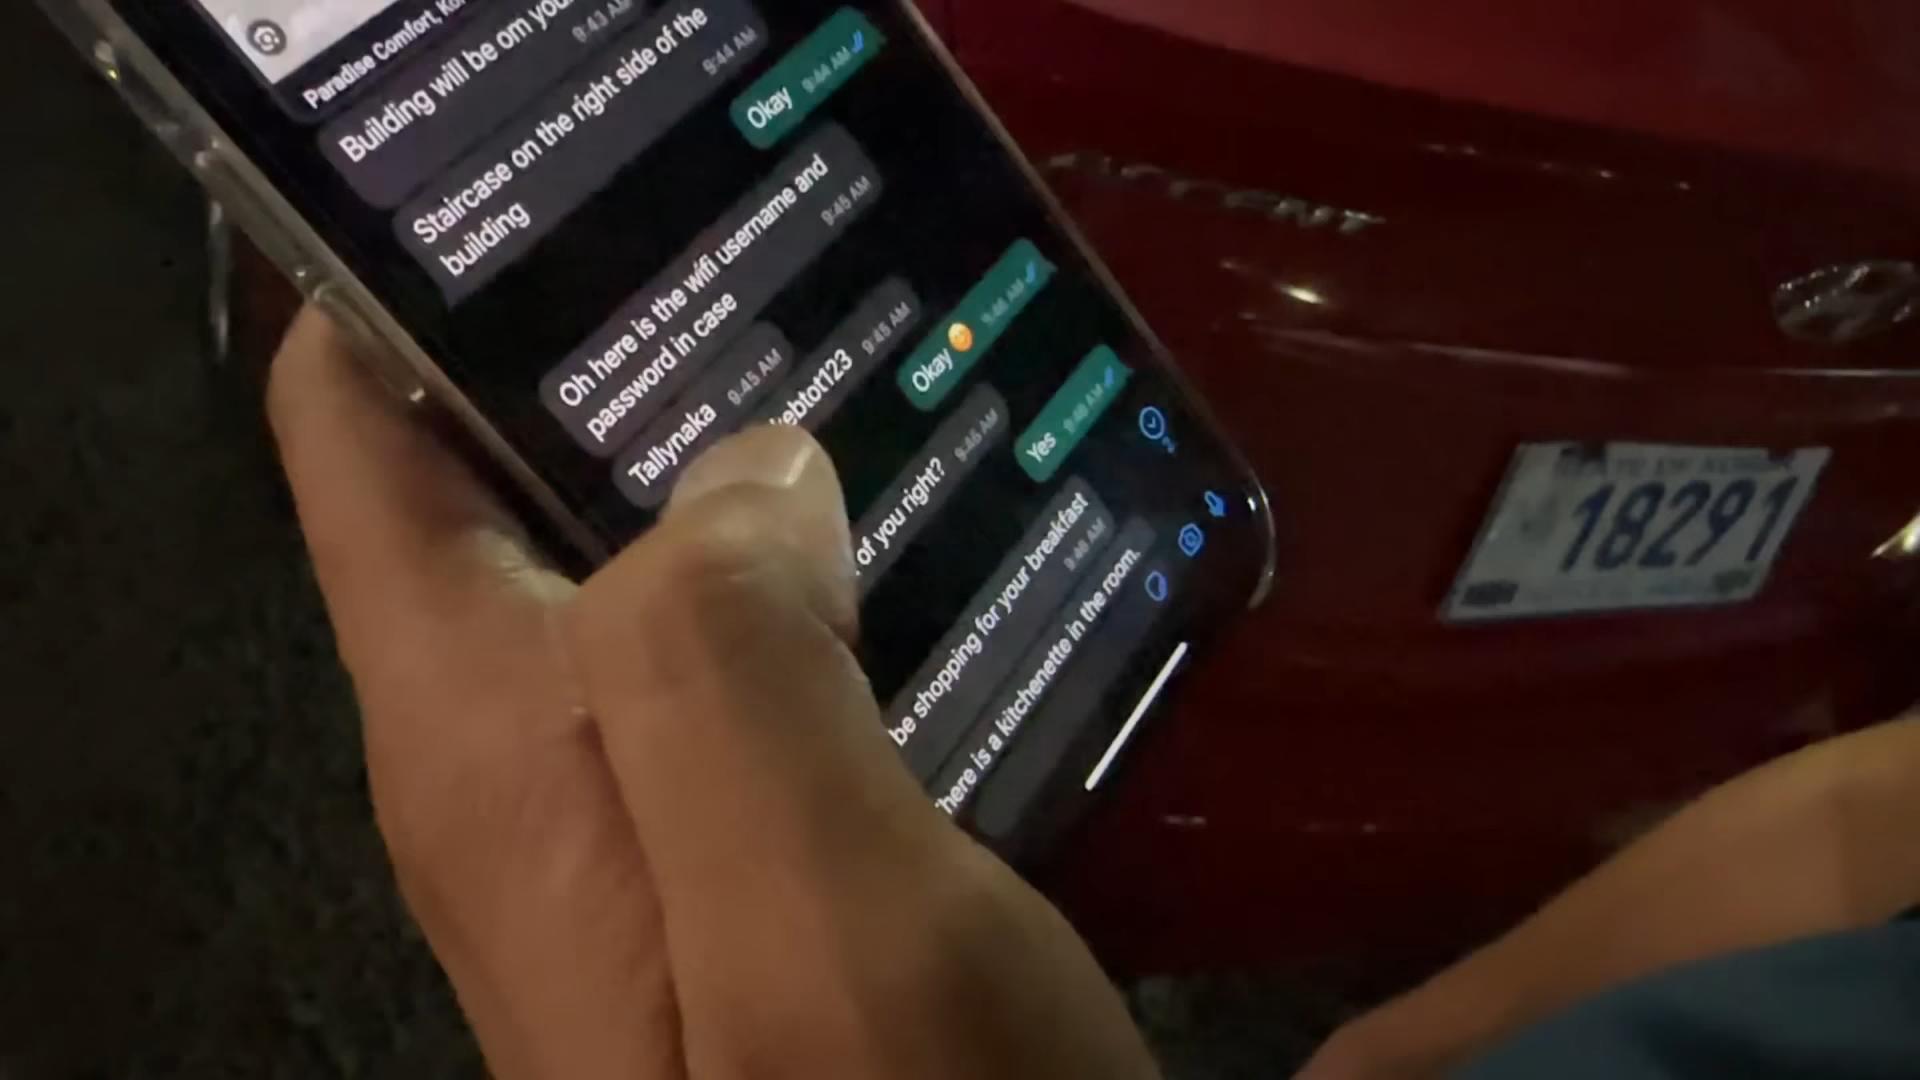 Paradise Comfort,
Building will be om
9:43 AM
Staircase on the right side of the
building
9:44 AM
Okay 9:44 AM
Oh here is the wifi username and
password in case
9:45 AM
Tallynaka 9:45 AM
9:45 AM
Okay 😊 9:46 AM
of you right? 9:46 AM
Yes 9:46 AM
be shopping for your breakfast
9:46 AM
here is a kitchenette in the room.
ACCENT
18291